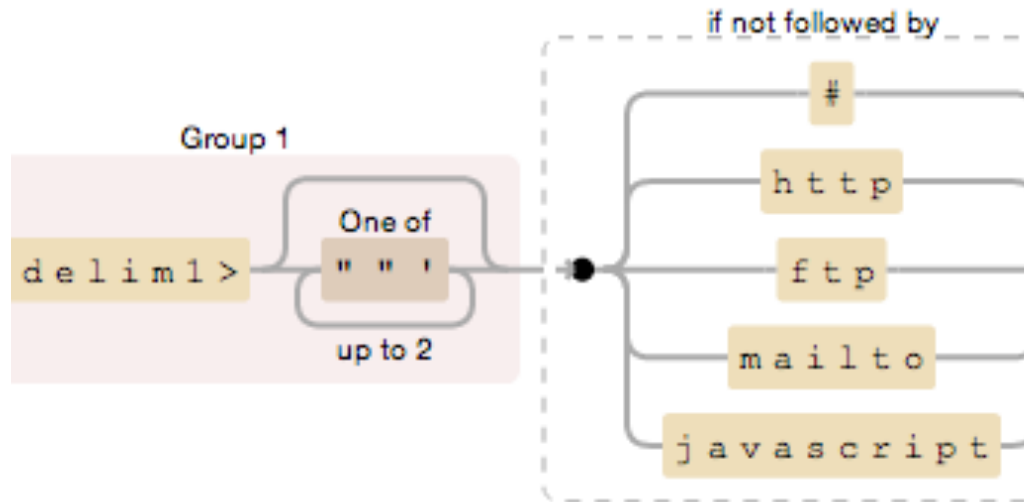 if not followed by
#
Group 1
http
One of
delim1> " " ' ftp
up to 2
mailto
javascript